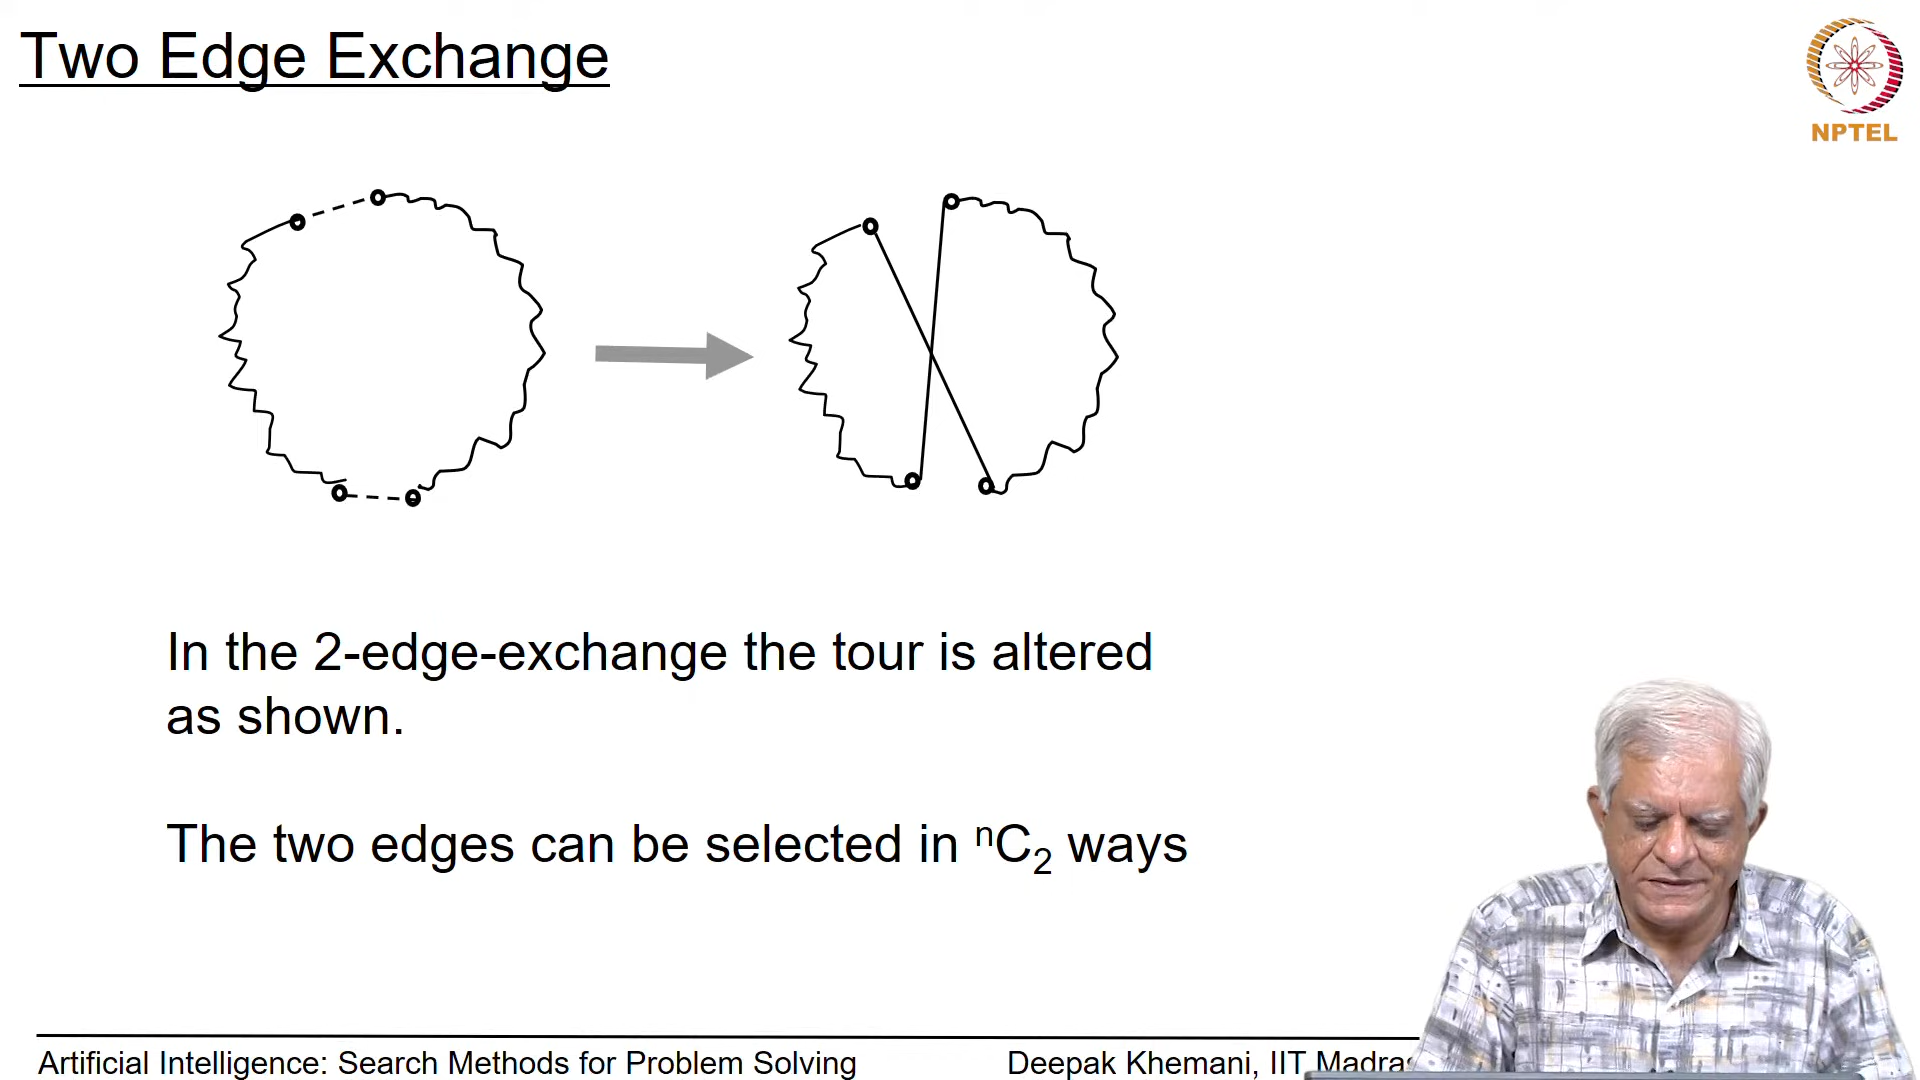 Two Edge Exchange
NPTEL
In the 2-edge-exchange the tour is altered
as shown.
The two edges can be selected in ⁿC₂ ways
Artificial Intelligence: Search Methods for Problem Solving
Deepak Khemani, IIT Madras